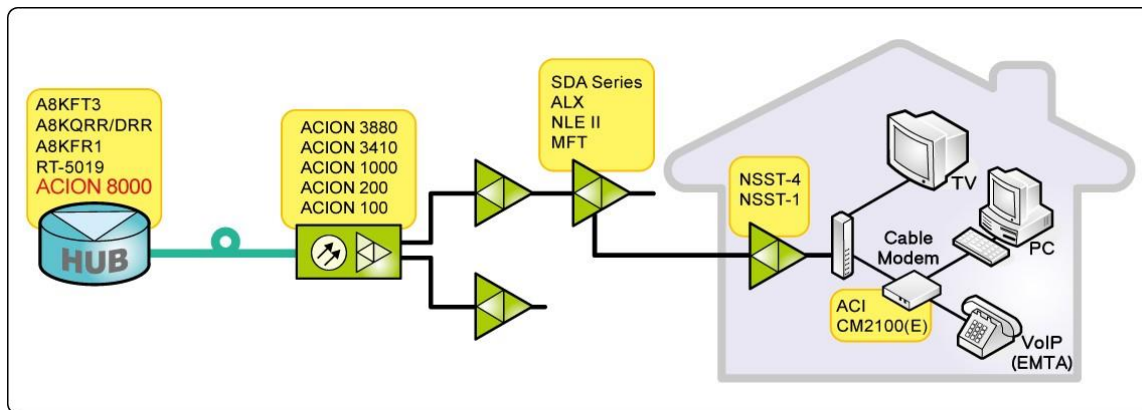 A8KFT3
A8KQRR/DRR
A8KFR1
RT-5019
ACION 8000
HUB
ACION 3880
ACION 3410
ACION 1000
ACION 200
ACION 100
SDA Series
ALX
NLE II
MFT
NSST-4
NSST-1
TV
PC
Cable
Modem
ACI
CM2100(E)
VoIP
(EMTA)